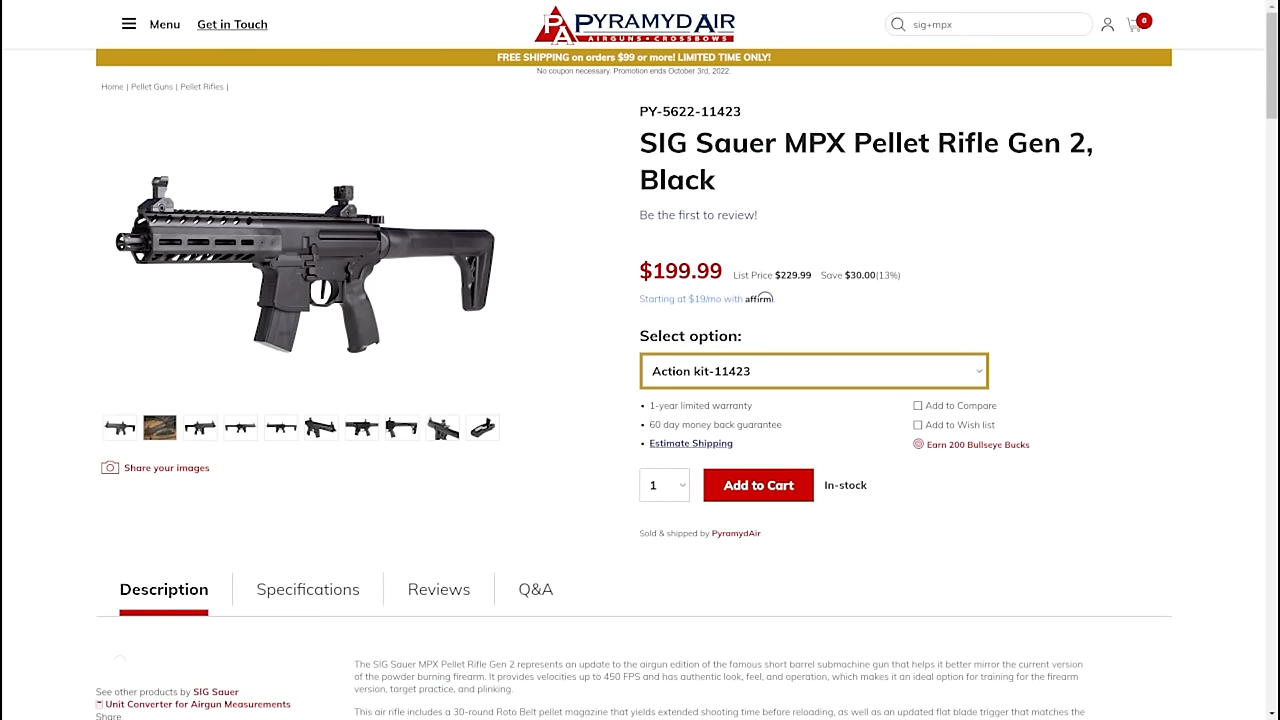 Menu
Get in Touch
PYRAMYDAIR
AIRGUNS • CROSSBOWS
sig+mpx
0
FREE SHIPPING on orders $99 or more! LIMITED TIME ONLY!
No coupon necessary. Promotion ends October 3rd, 2022.
Home | Pellet Guns | Pellet Rifles |
PY-5622-11423
SIG Sauer MPX Pellet Rifle Gen 2,
Black
Be the first to review!
$199.99 List Price $229.99 Save $30.00(13%)
Starting at $19/mo with affirm.
Select option:
Action kit-11423
• 1-year limited warranty
Add to Compare
• 60 day money back guarantee
Add to Wish list
• Estimate Shipping
Earn 200 Bullseye Bucks
Share your images
1
Add to Cart
In-stock
Sold & shipped by PyramydAir
Description
Specifications
Reviews
Q&A
See other products by SIG Sauer
Unit Converter for Airgun Measurements
Share
The SIG Sauer MPX Pellet Rifle Gen 2 represents an update to the airgun edition of the famous short barrel submachine gun that helps it better mirror the current version
of the powder burning firearm. It provides velocities up to 450 FPS and has authentic look, feel, and operation, which makes it an ideal option for training for the firearm
version, target practice, and plinking.
This air rifle includes a 30-round Roto Belt pellet magazine that yields extended shooting time before reloading, as well as an updated flat blade trigger that matches the